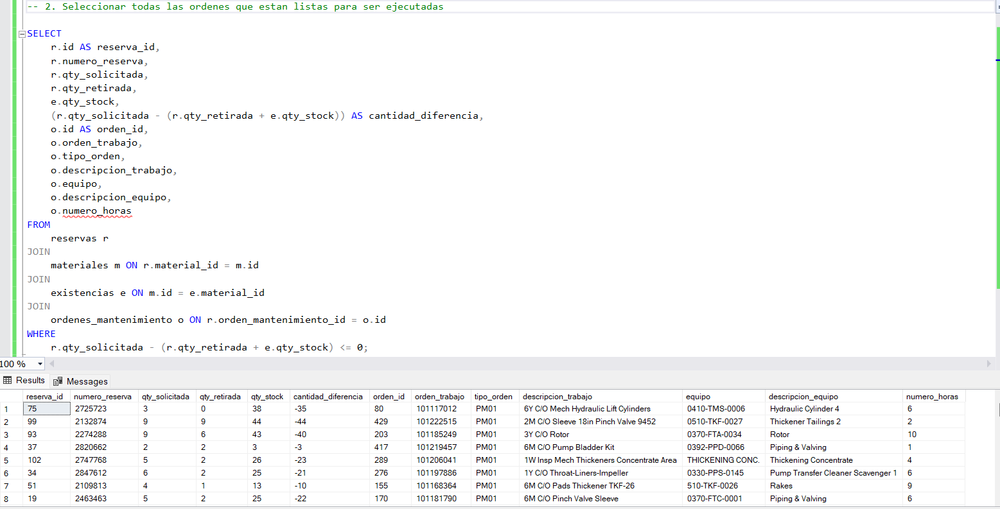 -- 2. Seleccionar todas las ordenes que estan listas para ser ejecutadas
SELECT
r.id AS reserva_id,
r.numero_reserva,
r.qty_solicitada,
r.qty_retirada,
e.qty_stock,
(r.qty_solicitada - (r.qty_retirada + e.qty_stock)) AS cantidad_diferencia,
o.id AS orden_id,
o.orden_trabajo,
o.tipo_orden,
o.descripcion_trabajo,
o.equipo,
o.descripcion_equipo,
o.numero_horas
FROM
reservas r
JOIN
materiales m ON r.material_id = m.id
JOIN
existencias e ON m.id = e.material_id
JOIN
ordenes_mantenimiento o ON r.orden_mantenimiento_id = o.id
WHERE
r.qty_solicitada - (r.qty_retirada + e.qty_stock) <= 0;
100 %
Results Messages
reserva_id numero_reserva qty_solicitada qty_retirada qty_stock cantidad_diferencia orden_id orden_trabajo tipo_orden descripcion_trabajo equipo descripcion_equipo numero_horas
1 75 2725723 3 0 38 -35 80 101117012 PM01 6Y C/O Mech Hydraulic Lift Cylinders 0410-TMS-0006 Hydraulic Cylinder 4 6
2 99 2132874 9 9 44 -44 429 101222515 PM01 2M C/O Sleeve 18in Pinch Valve 9452 0510-TKF-0027 Thickener Tailings 2 2
3 93 2274288 9 6 43 -40 203 101185249 PM01 3Y C/O Rotor 0370-FTA-0034 Rotor 10
4 37 2820662 2 2 3 -3 417 101219457 PM01 6M C/O Pump Bladder Kit 0392-PPD-0066 Piping & Valving 1
5 102 2747768 5 2 26 -23 289 101206041 PM01 1W Insp Mech Thickeners Concentrate Area THICKENING CONC. Thickening Concentrate 4
6 34 2847612 6 2 25 -21 276 101197886 PM01 1Y C/O Throat-Liners-Impeller 0330-PPS-0145 Pump Transfer Cleaner Scavenger 1 6
7 51 2109813 4 1 13 -10 155 101168364 PM01 6M C/O Pads Thickener TKF-26 510-TKF-0026 Rakes 9
8 19 2463463 5 2 25 -22 170 101181790 PM01 6M C/O Pinch Valve Sleeve 0370-FTC-0001 Piping & Valving 6